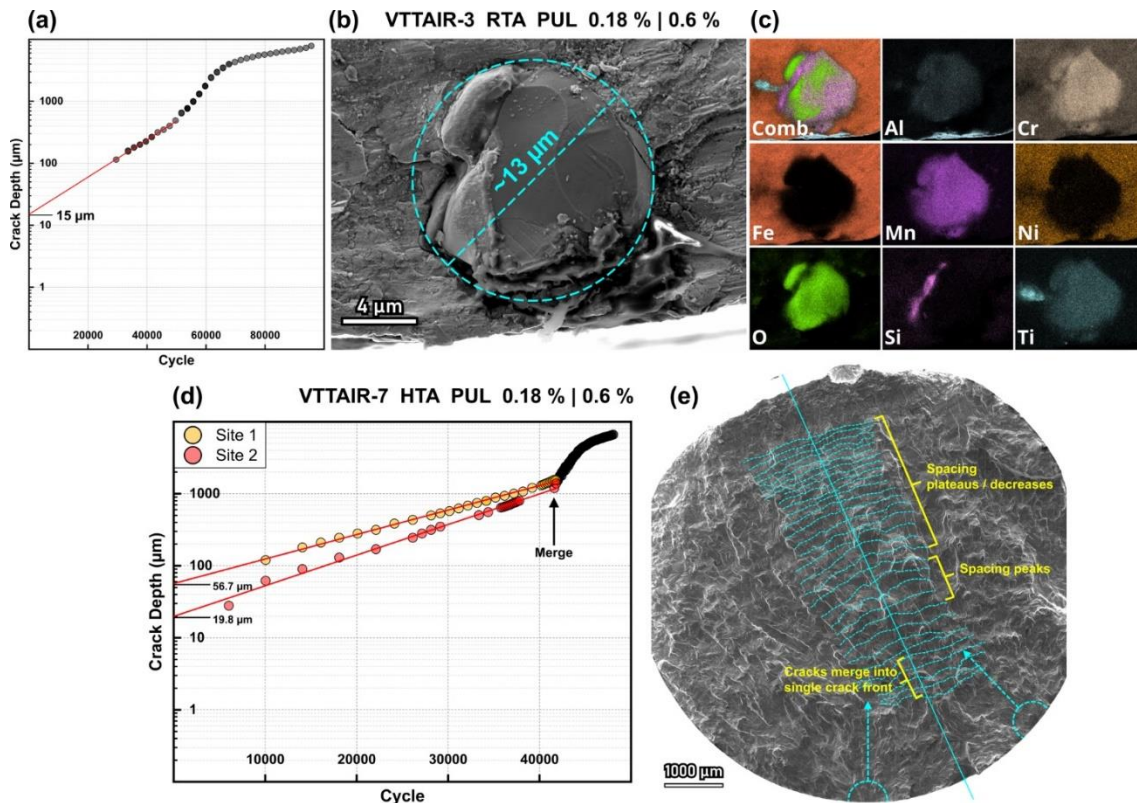 (a)
VTTAIR-3 RTA PUL 0.18 % | 0.6 %
(b)
(c)
Crack Depth (µm)
1000
100
10
1
15 µm
20000 40000 60000 80000
Cycle
~13 µm
4 µm
Comb. Al Cr
Fe Mn Ni
O Si Ti
(d)
VTTAIR-7 HTA PUL 0.18 % | 0.6 %
Site 1
Site 2
Crack Depth (µm)
1000
100
10
1
56.7 µm
19.8 µm
Merge
10000 20000 30000 40000
Cycle
(e)
Spacing
plateaus / decreases
Spacing peaks
Cracks merge into
single crack front
1000 µm